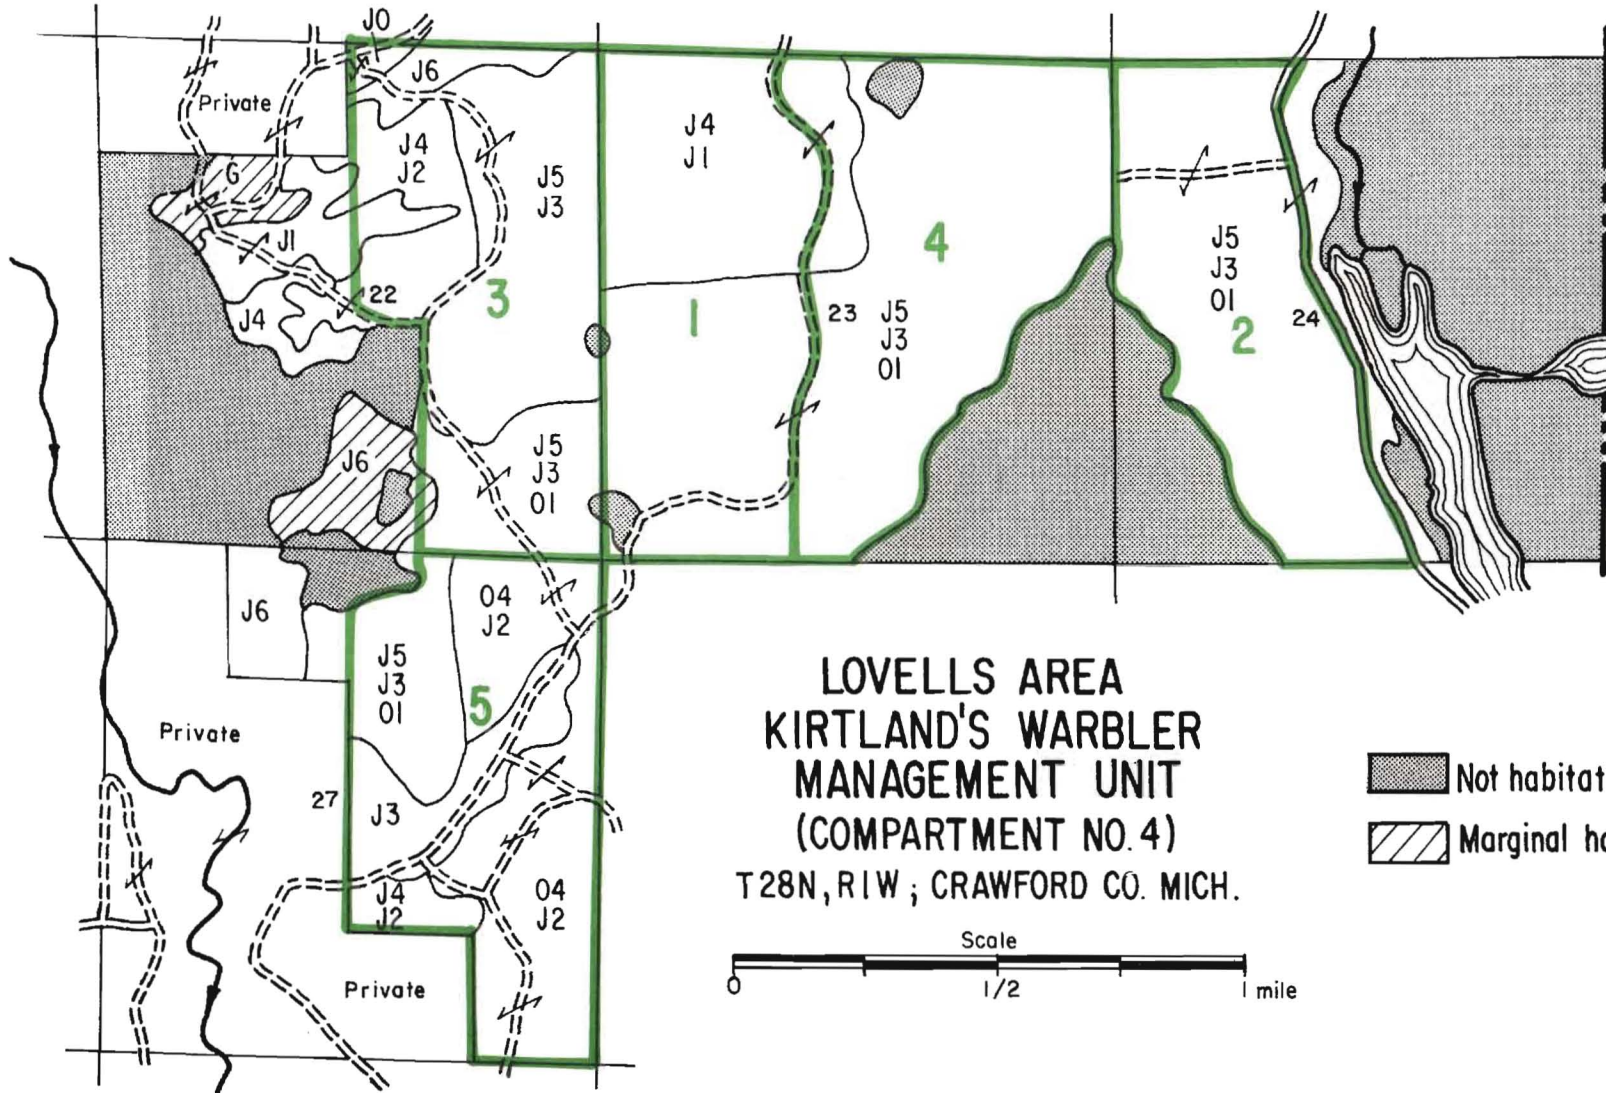 J0
J6
Private
J4
J2
J5
J3
J4
J1
G
J1
4
J5
J3
01
22
3
J4
1
23
J5
J3
01
2
24
J6
J5
J3
01
J6
04
J2
J5
J3
01
5
Private
27
J3
J4
J2
04
J2
Private
LOVELLS AREA
KIRTLAND'S WARBLER
MANAGEMENT UNIT
(COMPARTMENT NO. 4)
T28N, R1W; CRAWFORD CO. MICH.
Scale
0 1/2 1 mile
Not habitat
Marginal